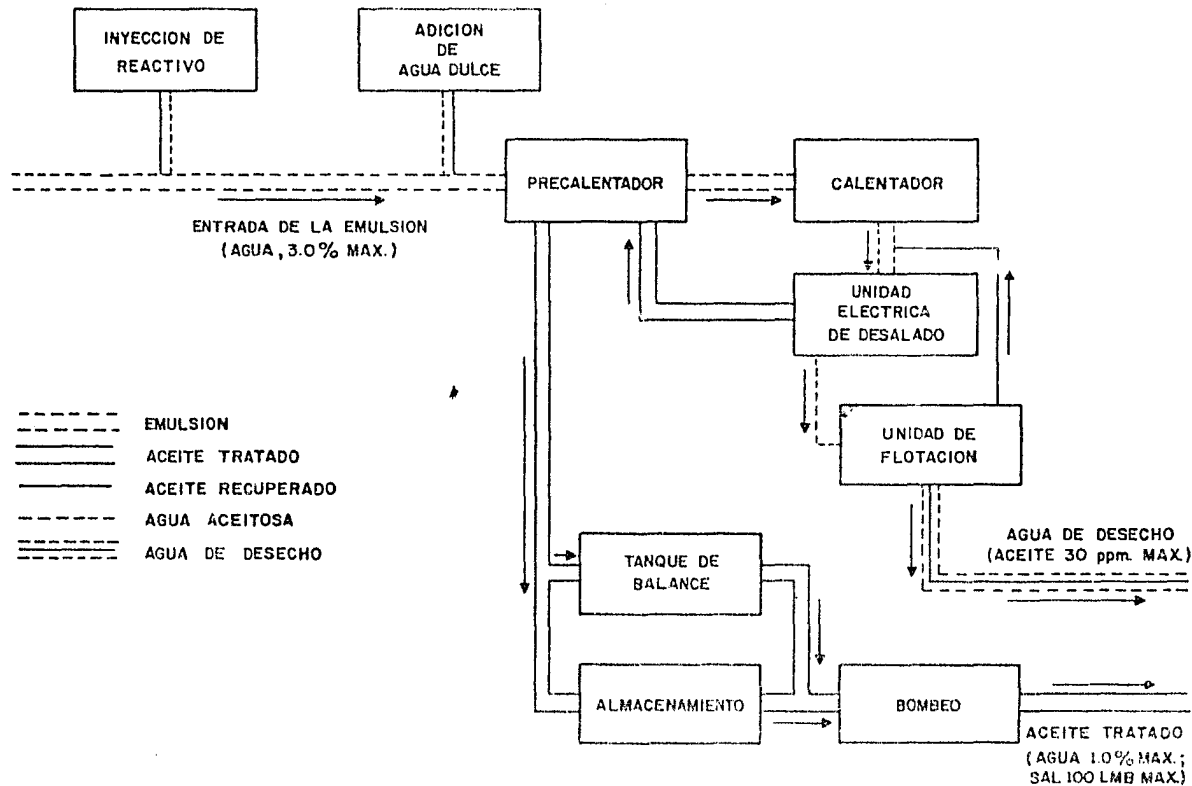 INYECCION DE
REACTIVO
ADICION
DE
AGUA DULCE
PRECALENTADOR
CALENTADOR
ENTRADA DE LA EMULSION
(AGUA, 3.0% MAX.)
UNIDAD
ELECTRICA
DE DESALADO
UNIDAD DE
FLOTACION
EMULSION
ACEITE TRATADO
ACEITE RECUPERADO
AGUA ACEITOSA
AGUA DE DESECHO
AGUA DE DESECHO
(ACEITE 30 ppm. MAX.)
TANQUE DE
BALANCE
ALMACENAMIENTO
BOMBEO
ACEITE TRATADO
(AGUA 1.0% MAX.;
SAL 100 LMB MAX.)